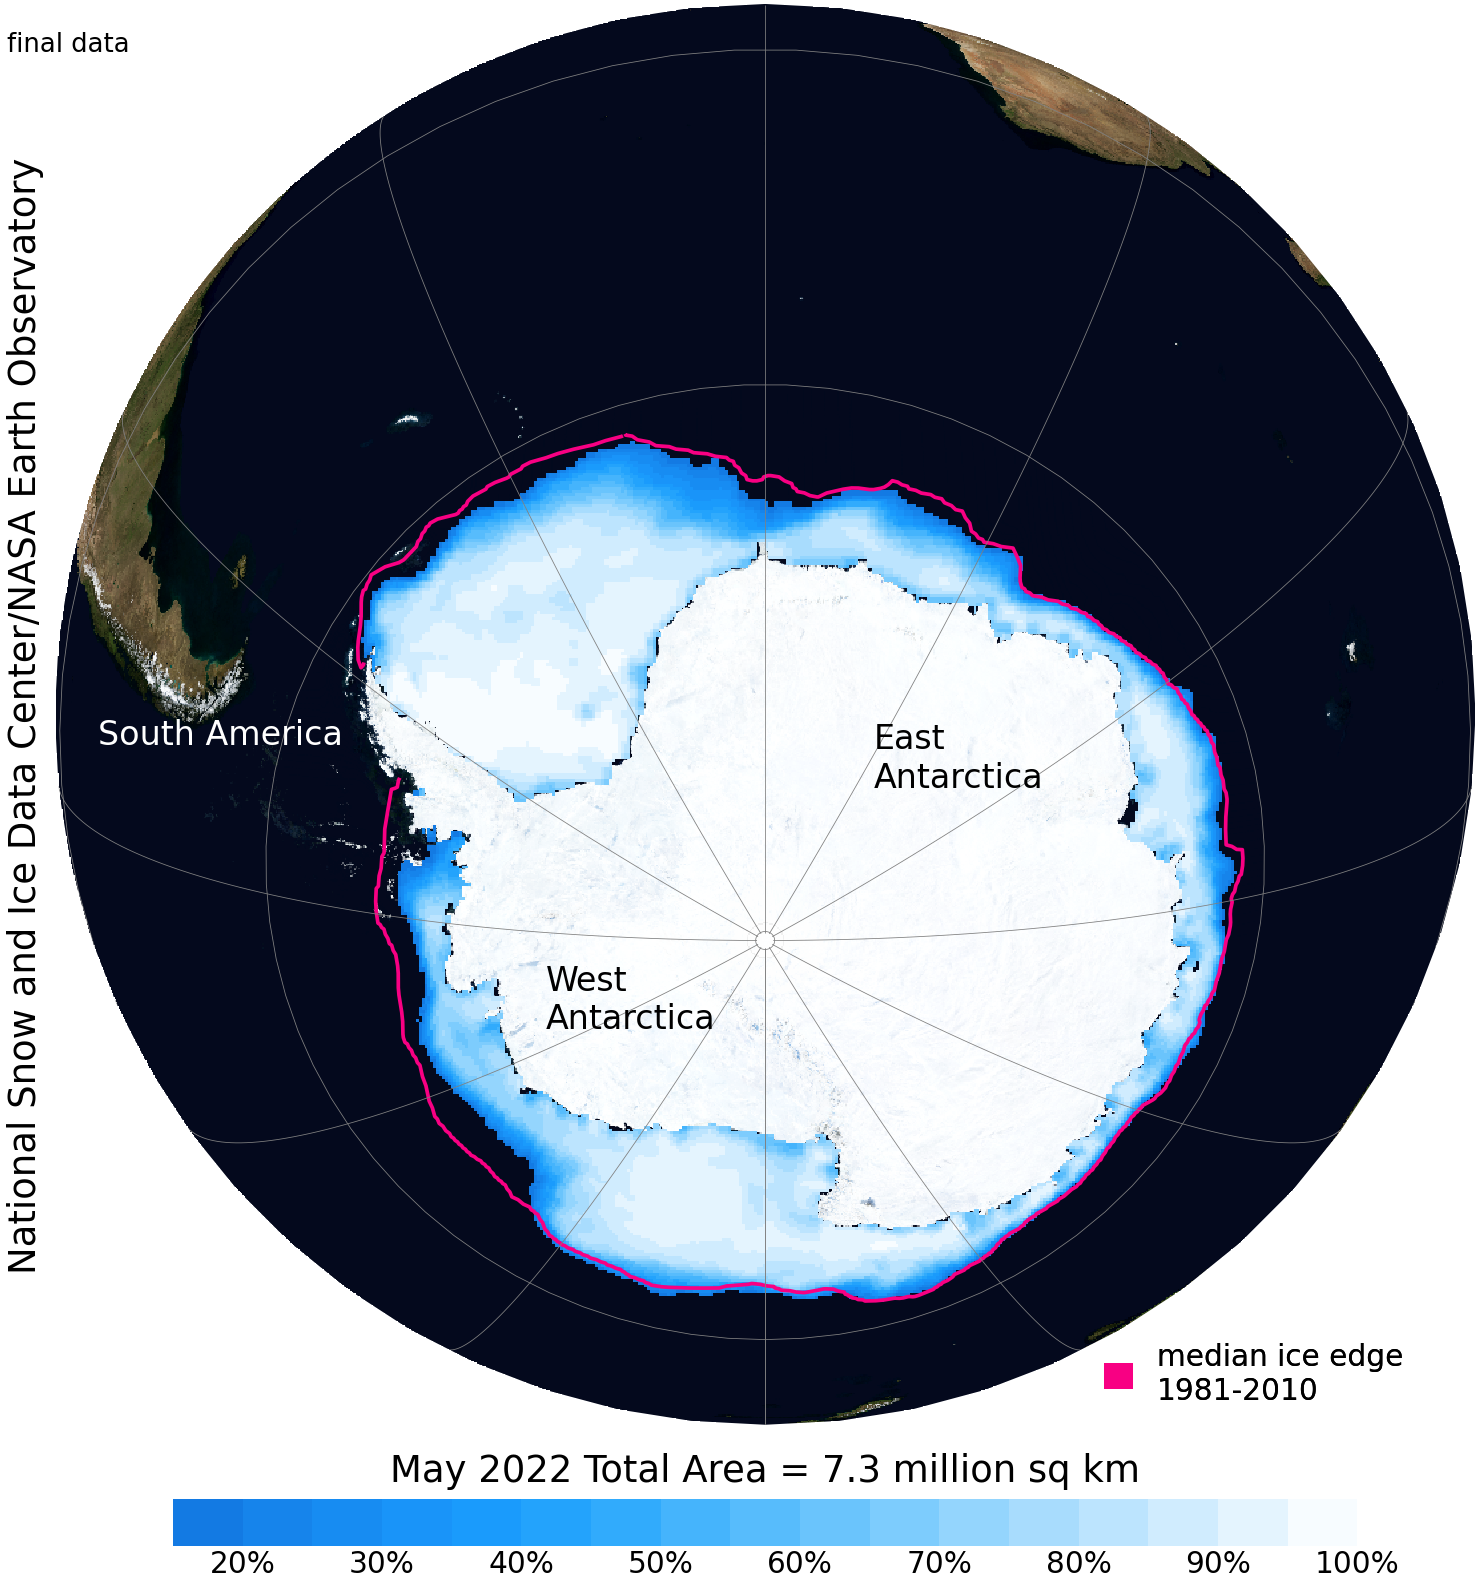 final data
National Snow and Ice Data Center/NASA Earth Observatory
South America
East
Antarctica
West
Antarctica
median ice edge
1981-2010
May 2022 Total Area = 7.3 million sq km
20% 30% 40% 50% 60% 70% 80% 90% 100%